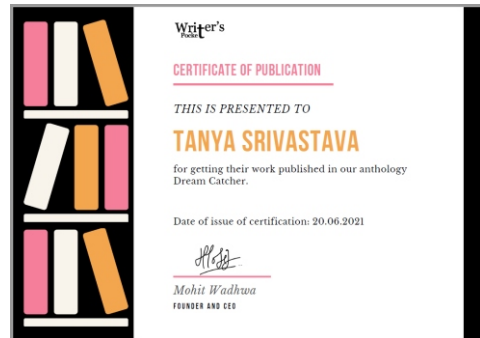 Writer's
Pocket
CERTIFICATE OF PUBLICATION
THIS IS PRESENTED TO
TANYA SRIVASTAVA
for getting their work published in our anthology
Dream Catcher.
Date of issue of certification: 20.06.2021
Mohit Wadhwa
FOUNDER AND CEO